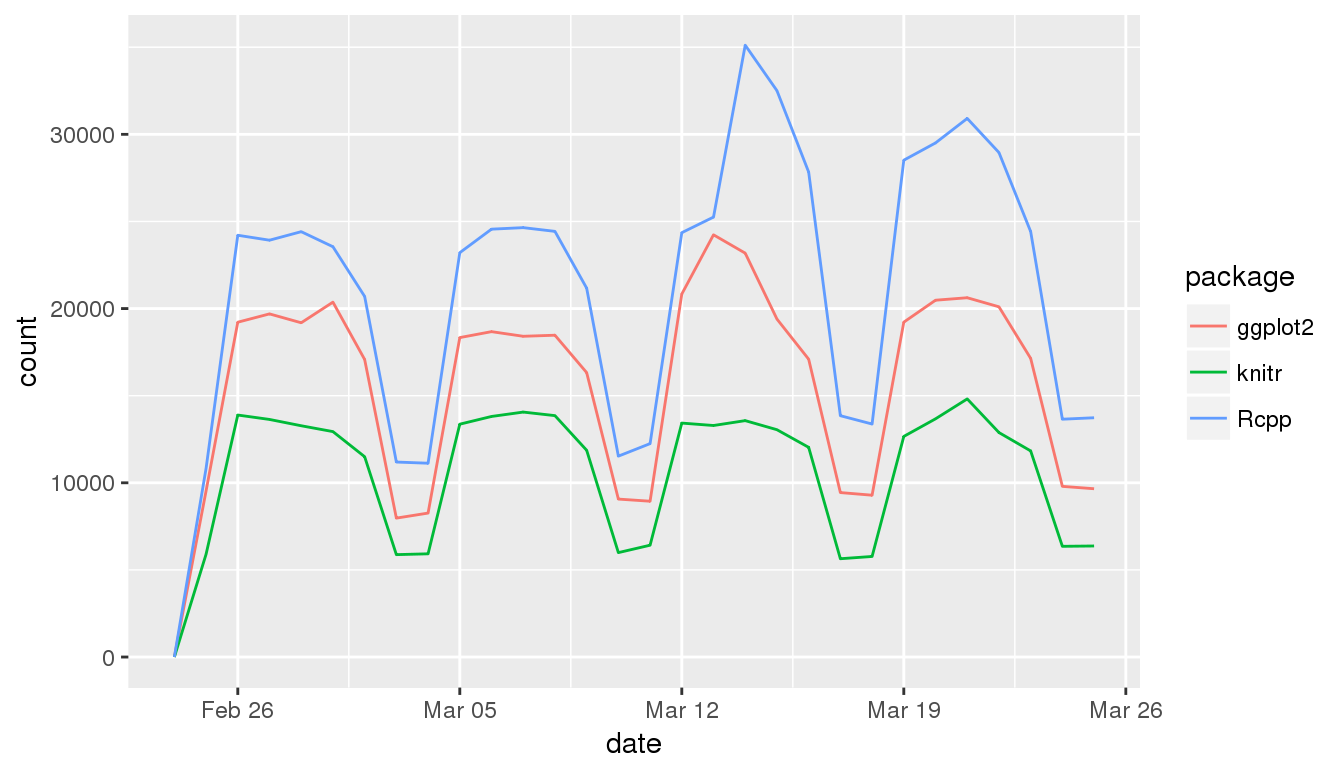 30000
20000
10000
0
count
Feb 26 Mar 05 Mar 12 Mar 19 Mar 26
date
package
ggplot2
knitr
Rcpp